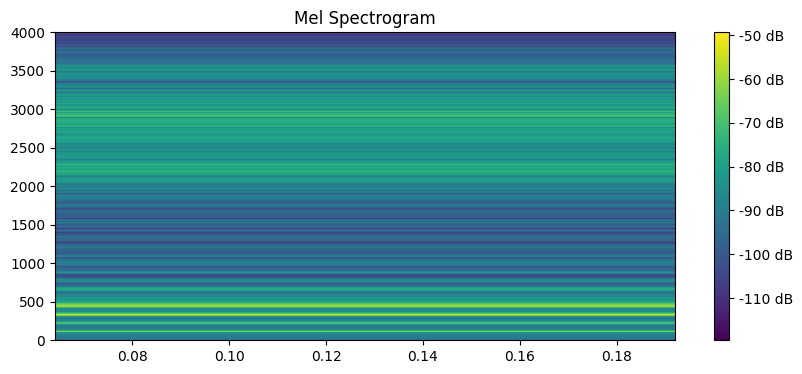 Mel Spectrogram
4000
3500
3000
2500
2000
1500
1000
500
0
0.08 0.10 0.12 0.14 0.16 0.18
-50 dB
-60 dB
-70 dB
-80 dB
-90 dB
-100 dB
-110 dB